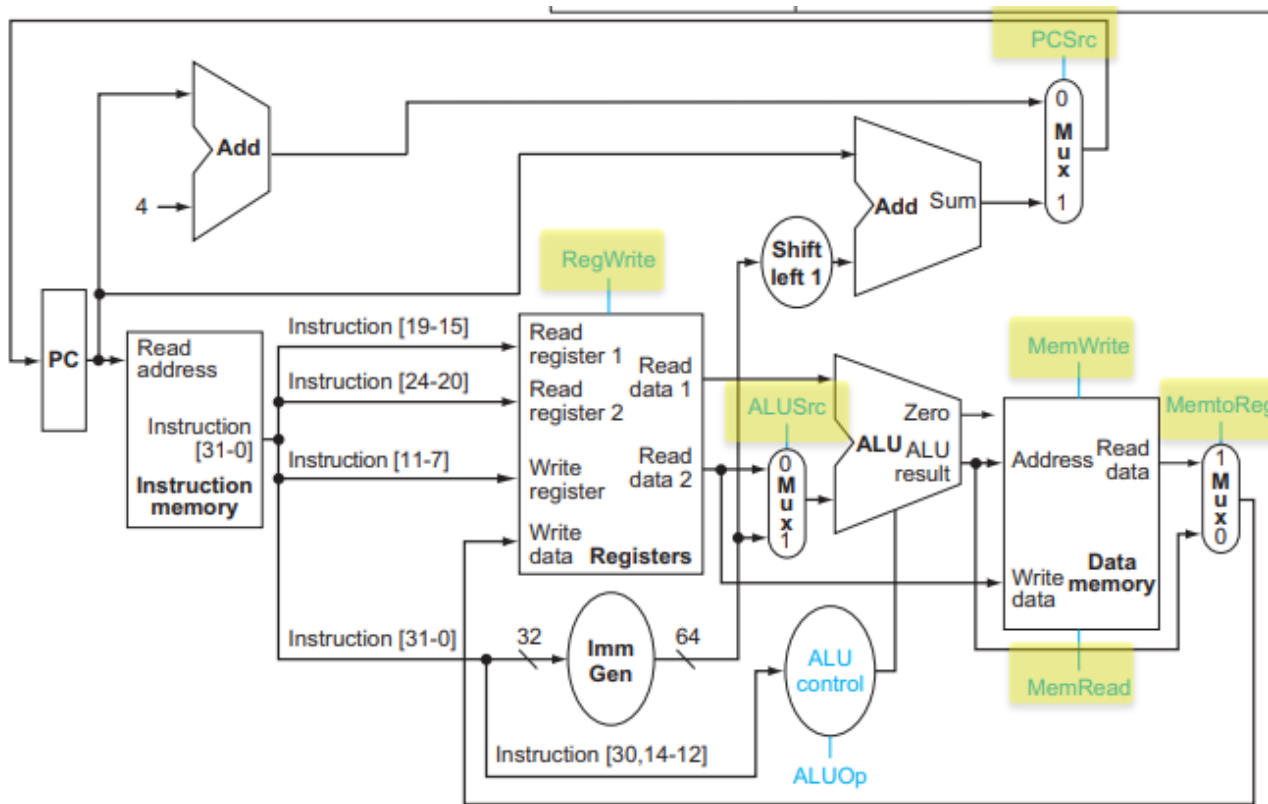 PCSrc
0
M
u
x
1
Add
4
Add Sum
Shift
left 1
RegWrite
PC
Read
address
Instruction
[31-0]
Instruction
memory
Instruction [19-15]
Instruction [24-20]
Instruction [11-7]
Read
register 1
Read
data 1
Read
register 2
Write
register
Read
data 2
Write
data
Registers
ALUSrc
0
M
u
x
1
Zero
ALU
ALU
result
MemWrite
Address
Read
data
Write
data
Data
memory
MemRead
MemtoReg
1
M
u
x
0
Instruction [31-0]
32
Imm
Gen
64
ALU
control
Instruction [30,14-12]
ALUOp